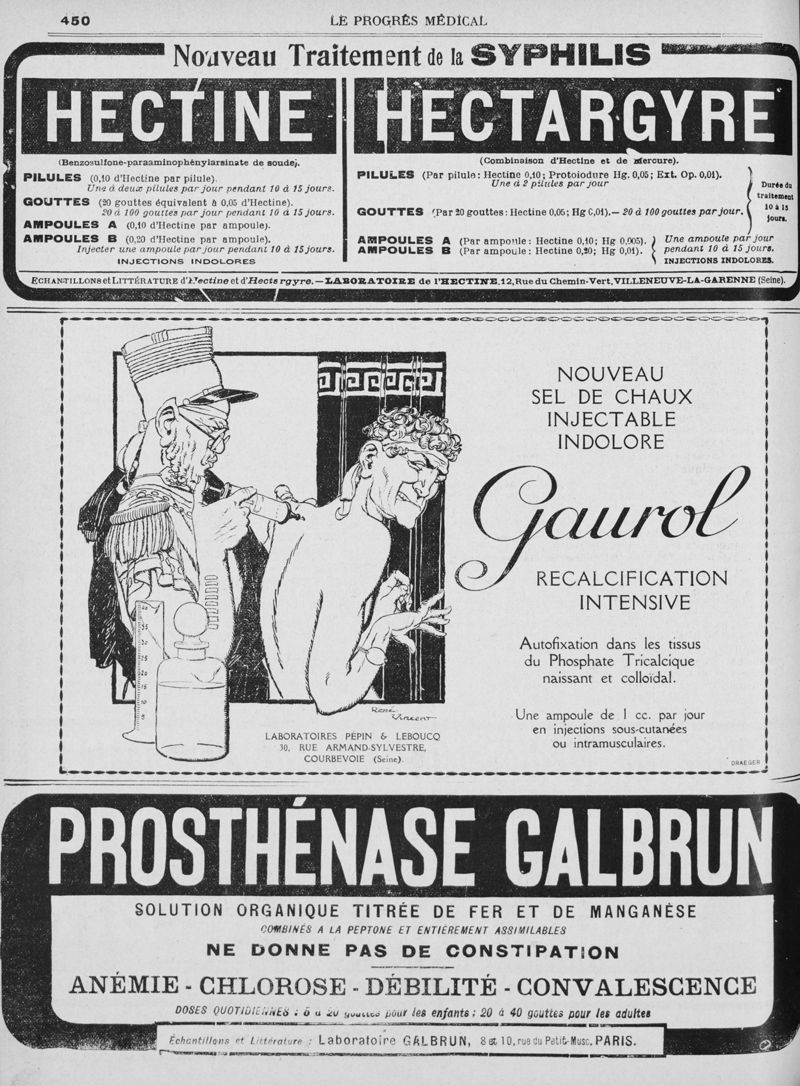 450
LE PROGRÈS MÉDICAL
Nouveau Traitement de la SYPHILIS
HECTINE
(Benzosulfone-paraaminophénylarsinate de soude).
PILULES (0,10 d'Hectine par pilule).
Une à deux pilules par jour pendant 10 à 15 jours.
GOUTTES (20 gouttes équivalent à 0,05 d'Hectine).
20 à 100 gouttes par jour pendant 10 à 15 jours.
AMPOULES A (0,10 d'Hectine par ampoule).
AMPOULES B (0,20 d'Hectine par ampoule).
Injecter une ampoule par jour pendant 10 à 15 jours.
INJECTIONS INDOLORES
HECTARGYRE
(Combinaison d'Hectine et de Mercure).
PILULES (Par pilule: Hectine 0,10; Protoiodure Hg. 0,05; Ext. Op. 0,01).
Une à 2 pilules par jour
GOUTTES (Par 20 gouttes: Hectine 0,05; Hg 0,01).— 20 à 100 gouttes par jour.
Durée du
traitement
10 à 15
jours.
AMPOULES A (Par ampoule: Hectine 0,10; Hg 0,005).
AMPOULES B (Par ampoule: Hectine 0,20; Hg 0,01).
Une ampoule par jour
pendant 10 à 15 jours.
INJECTIONS INDOLORES.
ECHANTILLONS et LITTÉRATURE d'Hectine et d'Hectargyre.— LABORATOIRE de l'HECTINE, 12, Rue du Chemin-Vert, VILLENEUVE-LA-GARENNE (Seine).
NOUVEAU
SEL DE CHAUX
INJECTABLE
INDOLORE
Gaurol
RECALCIFICATION
INTENSIVE
Autofixation dans les tissus
du Phosphate Tricalcique
naissant et colloïdal.
Une ampoule de 1 cc. par jour
en injections sous-cutanées
ou intramusculaires.
35
30
25
20
15
10
5
René
Vincent
LABORATOIRES PÉPIN & LEBOUCQ
30, RUE ARMAND-SYLVESTRE,
COURBEVOIE (Seine).
DRAEGER
PROSTHÉNASE GALBRUN
SOLUTION ORGANIQUE TITRÉE DE FER ET DE MANGANÈSE
COMBINÉS A LA PEPTONE ET ENTIÈREMENT ASSIMILABLES
NE DONNE PAS DE CONSTIPATION
ANÉMIE - CHLOROSE - DÉBILITÉ - CONVALESCENCE
DOSES QUOTIDIENNES : 5 à 20 gouttes pour les enfants ; 20 à 40 gouttes pour les adultes
Échantillons et Littérature : Laboratoire GALBRUN, 8 et 10, rue du Petit-Musc, PARIS.